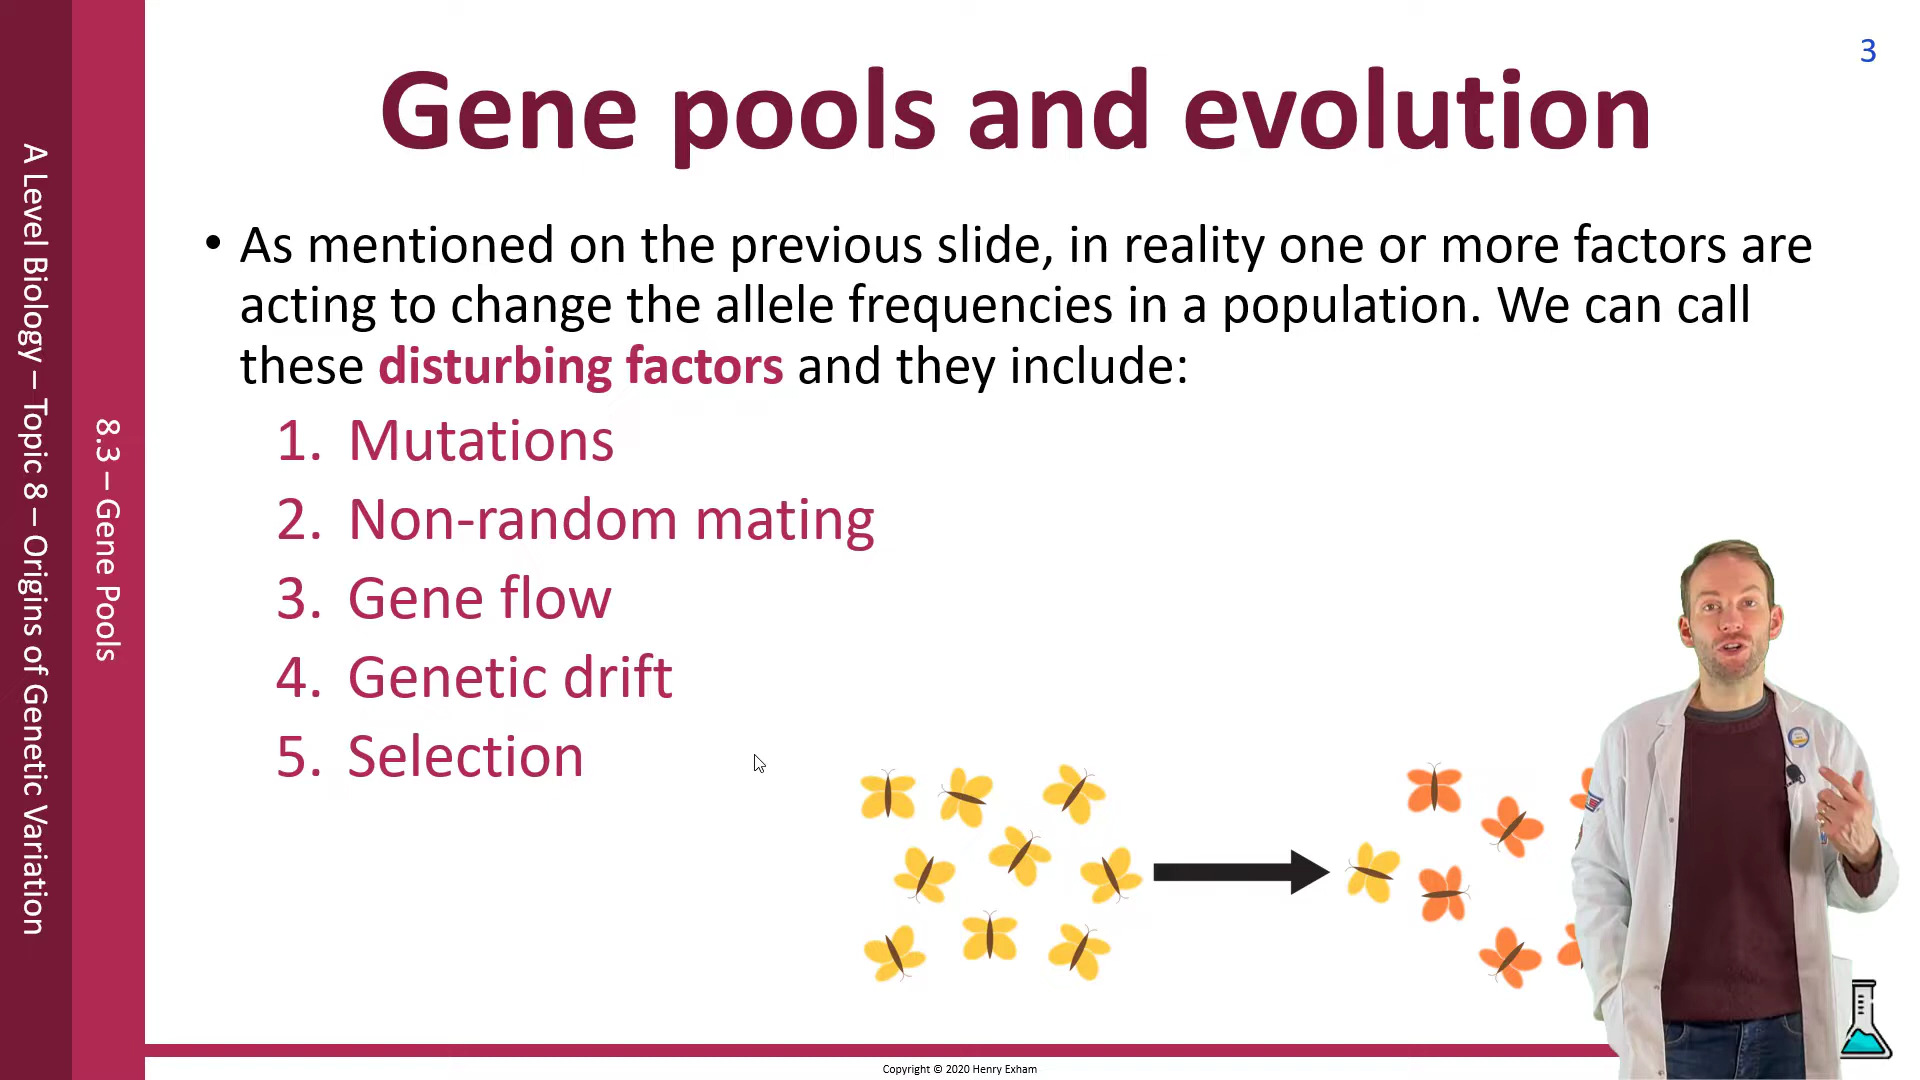 3
Gene pools and evolution
• As mentioned on the previous slide, in reality one or more factors are
acting to change the allele frequencies in a population. We can call
these disturbing factors and they include:
1. Mutations
2. Non-random mating
3. Gene flow
4. Genetic drift
5. Selection
A Level Biology – Topic 8 – Origins of Genetic Variation
8.3 – Gene Pools
Copyright © 2020 Henry Exham